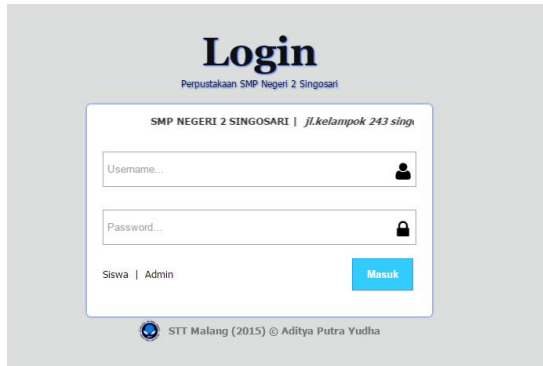 Login
Perpustakaan SMP Negeri 2 Singosari
SMP NEGERI 2 SINGOSARI | jl.kelampok 243 singo
Username...
Password...
Siswa | Admin
Masuk
STT Malang (2015) © Aditya Putra Yudha